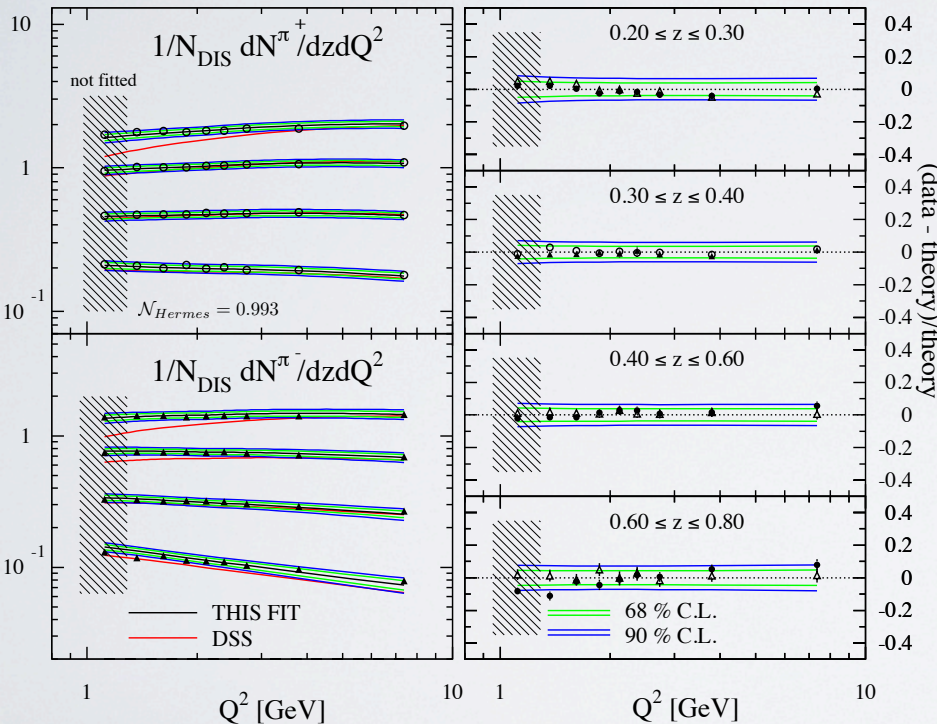 10
1/N_DIS dN^π+/dzdQ^2
not fitted
1
10^-1
N_Hermes = 0.993
1/N_DIS dN^π-/dzdQ^2
1
10^-1
THIS FIT
DSS
1
10
Q^2 [GeV]
0.20 ≤ z ≤ 0.30
0.4
0.2
0
-0.2
-0.4
0.30 ≤ z ≤ 0.40
0.4
0.2
0
-0.2
-0.4
0.40 ≤ z ≤ 0.60
0.4
0.2
0
-0.2
-0.4
0.60 ≤ z ≤ 0.80
0.4
0.2
0
-0.2
-0.4
68 % C.L.
90 % C.L.
1
10
Q^2 [GeV]
(data - theory)/theory